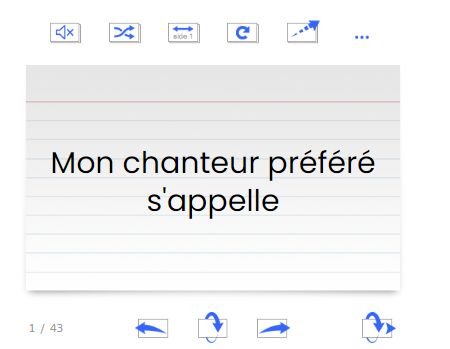 side 1
...
Mon chanteur préféré
s'appelle
1 / 43